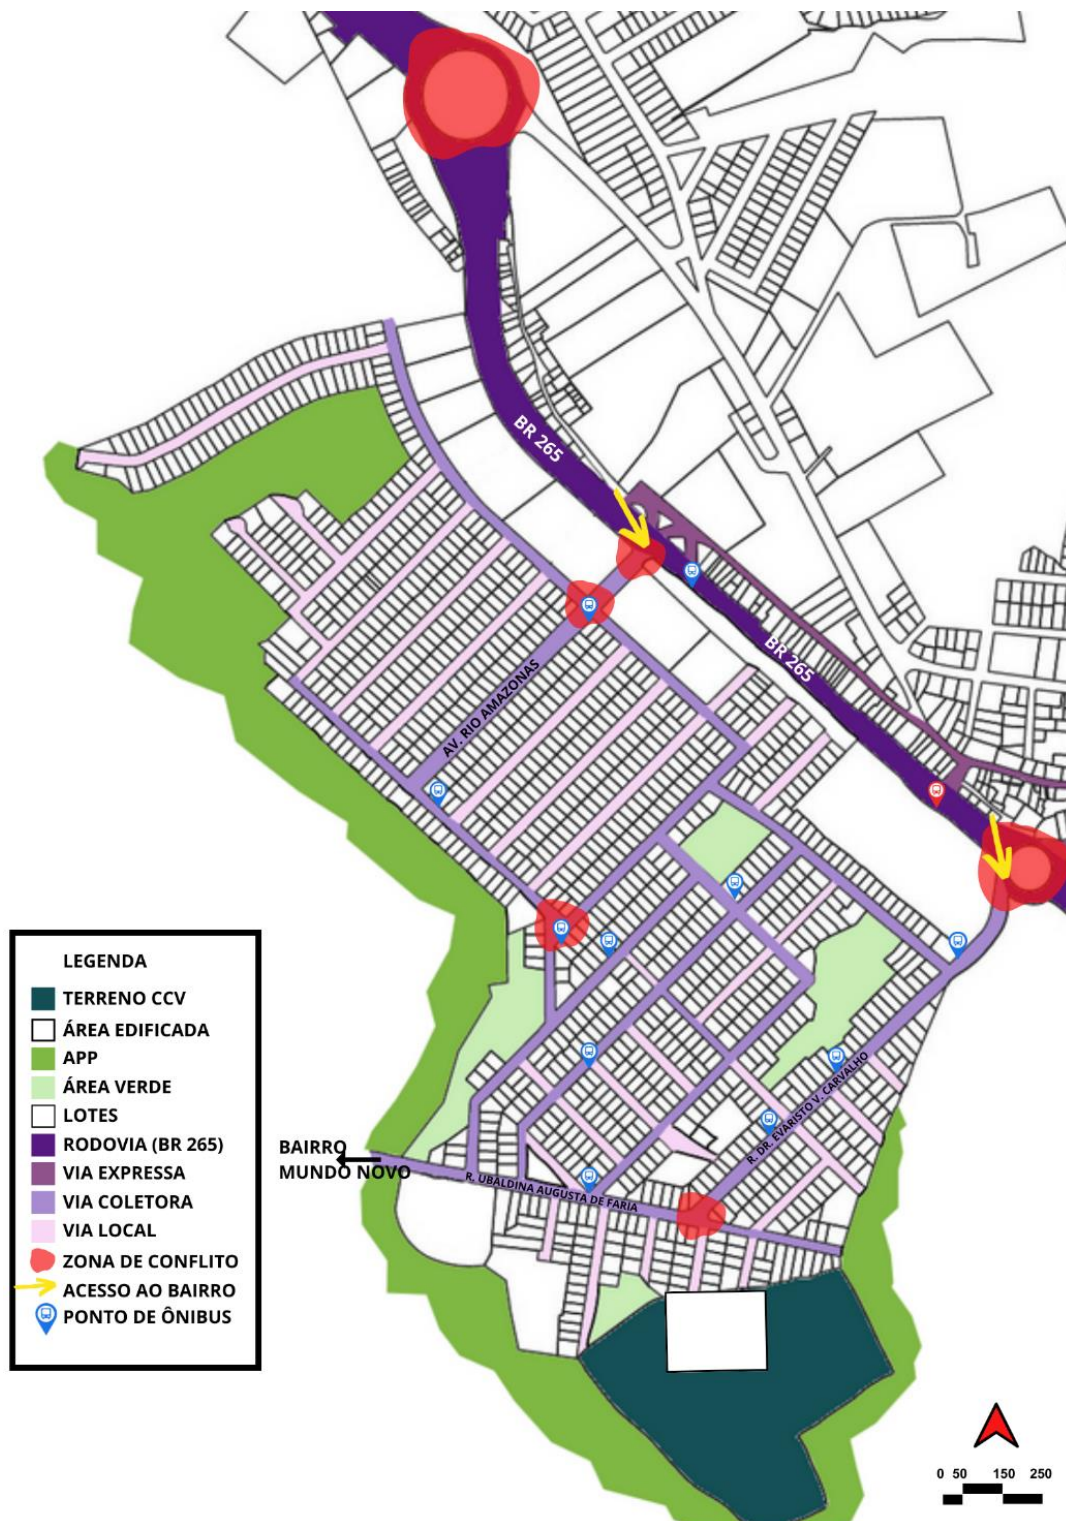 BR 265
BR 265
AV. RIO AMAZONAS
LEGENDA
TERRENO CCV
ÁREA EDIFICADA
APP
ÁREA VERDE
LOTES
RODOVIA (BR 265)
VIA EXPRESSA
VIA COLETORA
VIA LOCAL
ZONA DE CONFLITO
ACESSO AO BAIRRO
PONTO DE ÔNIBUS
BAIRRO
MUNDO NOVO
R. DR. EVARISTO V. CARVALHO
R. UBALDINA AUGUSTA DE FARIA
0 50 150 250